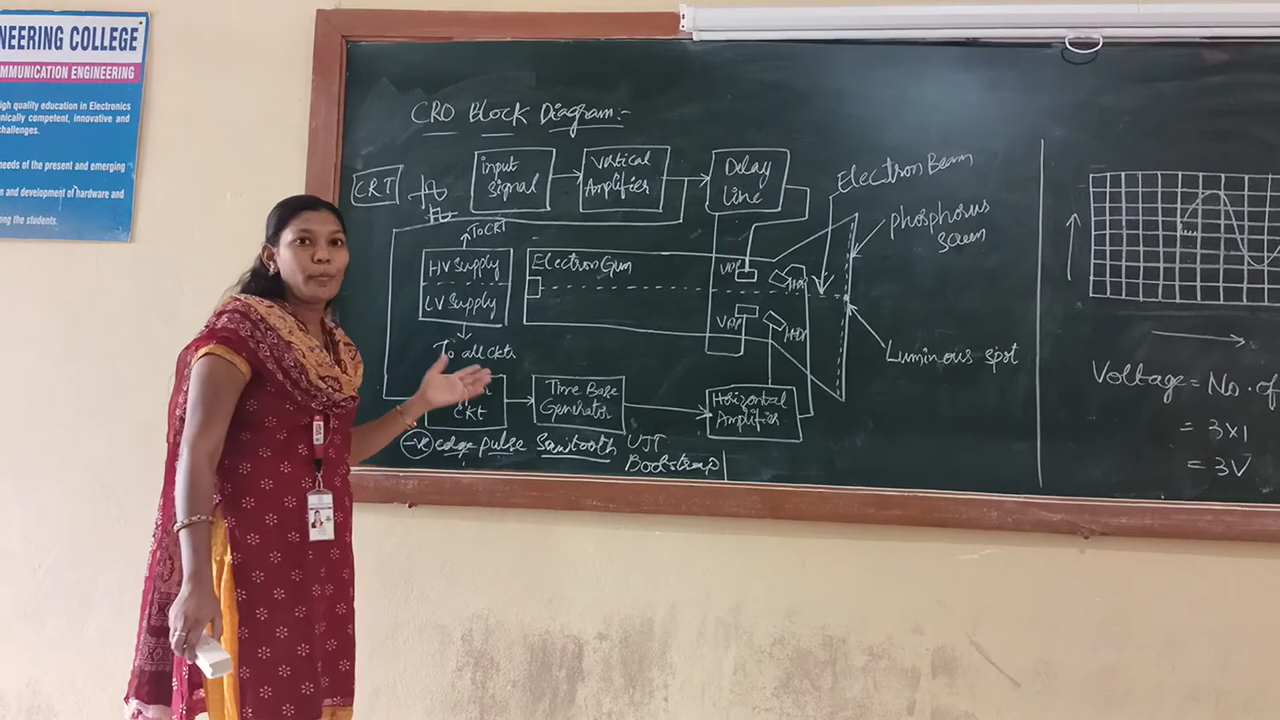 NEERING COLLEGE
MMUNICATION ENGINEERING
igh quality education in Electronics
nically competent, innovative and
challenges.
needs of the present and emerging
n and development of hardware and
ong the students.
CRO Block Diagram:-
CRT
Input
Signal
Vertical
Amplifier
Delay
Line
Electron Beam
phosphorus
screen
To CRT
HV Supply
LV Supply
To all Ckts
Electron Gun
VDP
HDP
VDP
HDP
Luminous spot
CKT
Time Base
Generator
Horizontal
Amplifier
-ve edge pulse Sawtooth UJT
Bootstrap
Voltage = No. of
= 3x1
= 3V